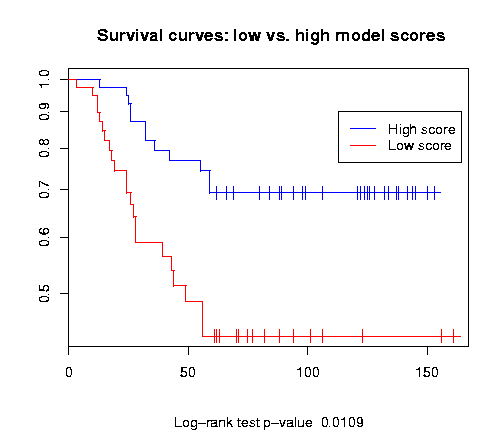 Survival curves: low vs. high model scores
1.0
0.9
0.8
0.7
0.6
0.5
High score
Low score
0 50 100 150
Log-rank test p-value 0.0109